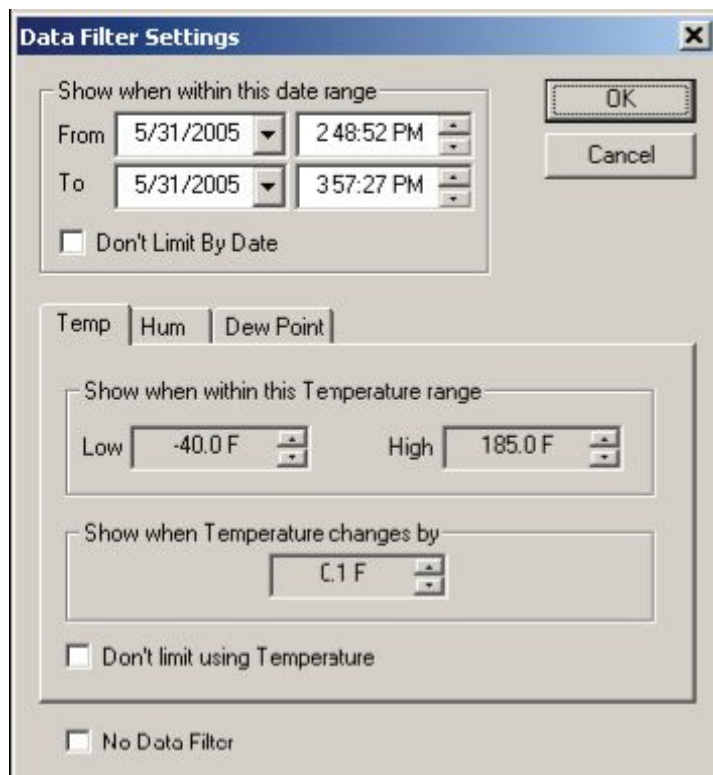 Data Filter Settings
Show when within this date range
From 5/31/2005 2:48:52 PM
To 5/31/2005 3:57:27 PM
Don't Limit By Date
OK
Cancel
Temp Hum Dew Point
Show when within this Temperature range
Low -40.0 F High 185.0 F
Show when Temperature changes by
0.1 F
Don't limit using Temperature
No Data Filter